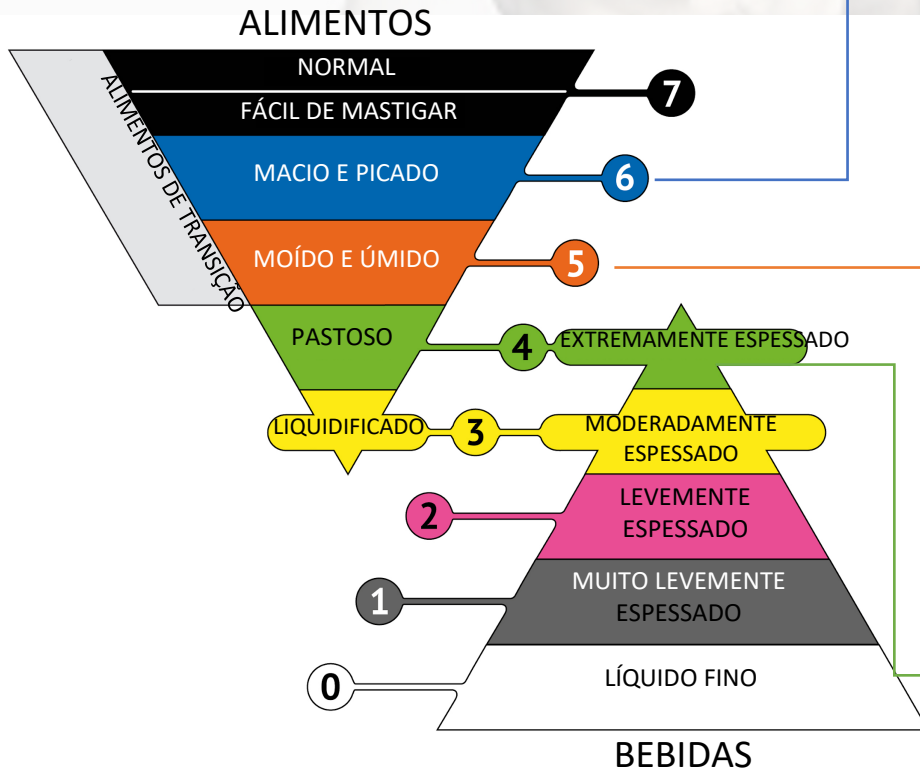 ALIMENTOS
NORMAL
FÁCIL DE MASTIGAR
7
MACIO E PICADO
6
ALIMENTOS DE TRANSIÇÃO
MOÍDO E ÚMIDO
5
PASTOSO
4
EXTREMAMENTE ESPESSADO
LIQUIDIFICADO
3
MODERADAMENTE
ESPESSADO
2
LEVEMENTE
ESPESSADO
1
MUITO LEVEMENTE
ESPESSADO
0
LÍQUIDO FINO
BEBIDAS